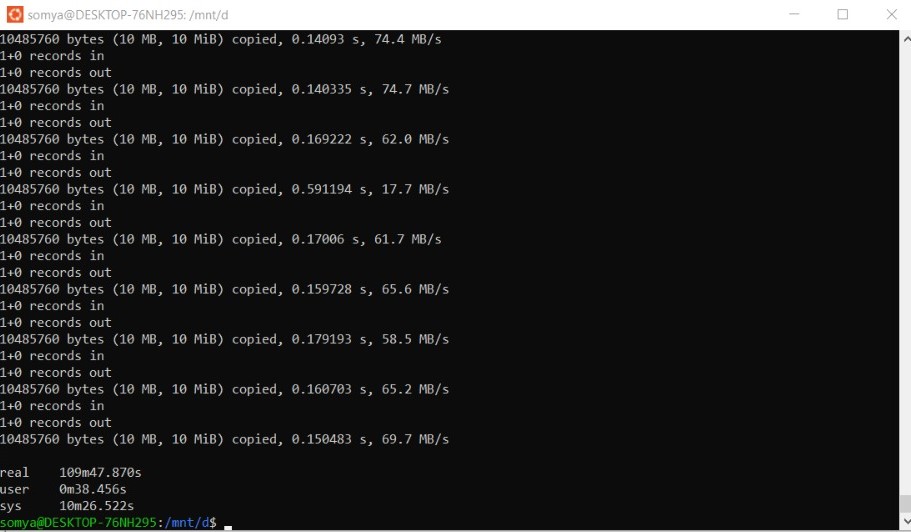 somya@DESKTOP-76NH295: /mnt/d
10485760 bytes (10 MB, 10 MiB) copied, 0.14093 s, 74.4 MB/s
1+0 records in
1+0 records out
10485760 bytes (10 MB, 10 MiB) copied, 0.140335 s, 74.7 MB/s
1+0 records in
1+0 records out
10485760 bytes (10 MB, 10 MiB) copied, 0.169222 s, 62.0 MB/s
1+0 records in
1+0 records out
10485760 bytes (10 MB, 10 MiB) copied, 0.591194 s, 17.7 MB/s
1+0 records in
1+0 records out
10485760 bytes (10 MB, 10 MiB) copied, 0.17006 s, 61.7 MB/s
1+0 records in
1+0 records out
10485760 bytes (10 MB, 10 MiB) copied, 0.159728 s, 65.6 MB/s
1+0 records in
1+0 records out
10485760 bytes (10 MB, 10 MiB) copied, 0.179193 s, 58.5 MB/s
1+0 records in
1+0 records out
10485760 bytes (10 MB, 10 MiB) copied, 0.160703 s, 65.2 MB/s
1+0 records in
1+0 records out
10485760 bytes (10 MB, 10 MiB) copied, 0.150483 s, 69.7 MB/s
real 109m47.870s
user 0m38.456s
sys 10m26.522s
somya@DESKTOP-76NH295:/mnt/d$